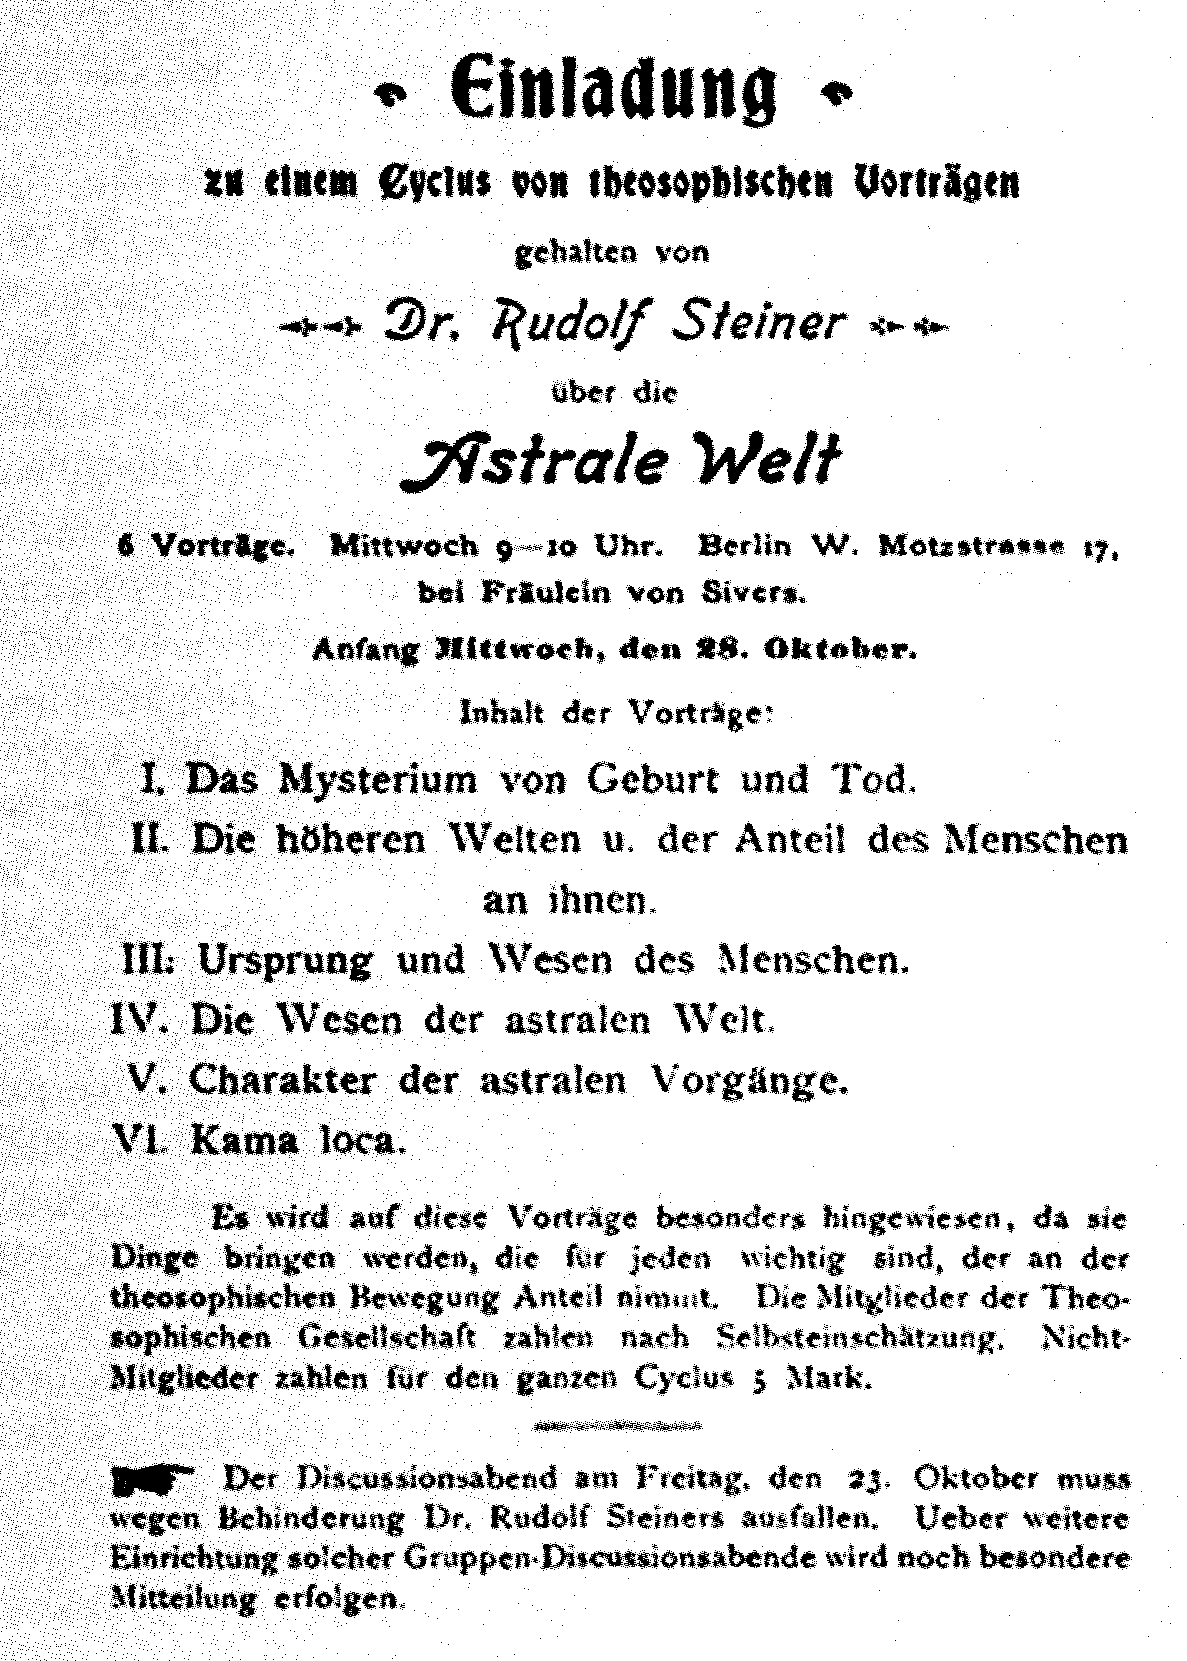 Einladung
zu einem Cyclus von theosophischen Vorträgen
gehalten von
Dr. Rudolf Steiner
über die
Astrale Welt
6 Vorträge. Mittwoch 9—10 Uhr. Berlin W. Motzstrasse 17,
bei Fräulein von Sivers.
Anfang Mittwoch, den 28. Oktober.
Inhalt der Vorträge:
I. Das Mysterium von Geburt und Tod.
II. Die höheren Welten u. der Anteil des Menschen
an ihnen.
III. Ursprung und Wesen des Menschen.
IV. Die Wesen der astralen Welt.
V. Charakter der astralen Vorgänge.
VI. Kama loca.
Es wird auf diese Vorträge besonders hingewiesen, da sie
Dinge bringen werden, die für jeden wichtig sind, der an der
theosophischen Bewegung Anteil nimmt. Die Mitglieder der Theo-
sophischen Gesellschaft zahlen nach Selbsteinschätzung. Nicht-
Mitglieder zahlen für den ganzen Cyclus 5 Mark.
Der Discussionsabend am Freitag, den 23. Oktober muss
wegen Behinderung Dr. Rudolf Steiners ausfallen. Ueber weitere
Einrichtung solcher Gruppen-Discussionsabende wird noch besondere
Mitteilung erfolgen.